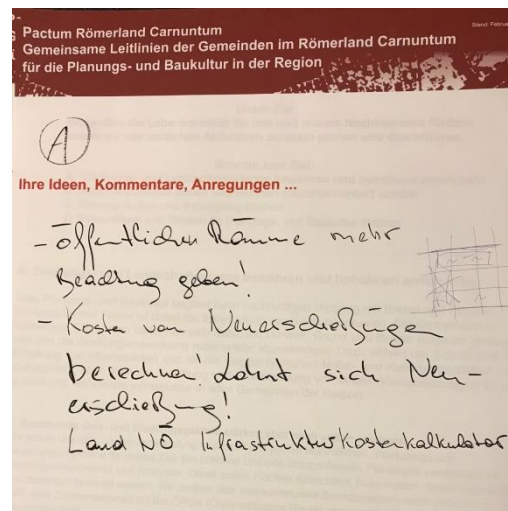 Pactum Römerland Carnuntum
Stand: Februar
Gemeinsame Leitlinien der Gemeinden im Römerland Carnuntum
für die Planungs- und Baukultur in der Region
A
Ihre Ideen, Kommentare, Anregungen ...
- öffentlichen Räume mehr
Beachtung geben!
- Kosten von Neuerschließungen
berechnen! Lohnt sich Neu-
erschließung!
Land NÖ Infrastrukturkostenkalkulator